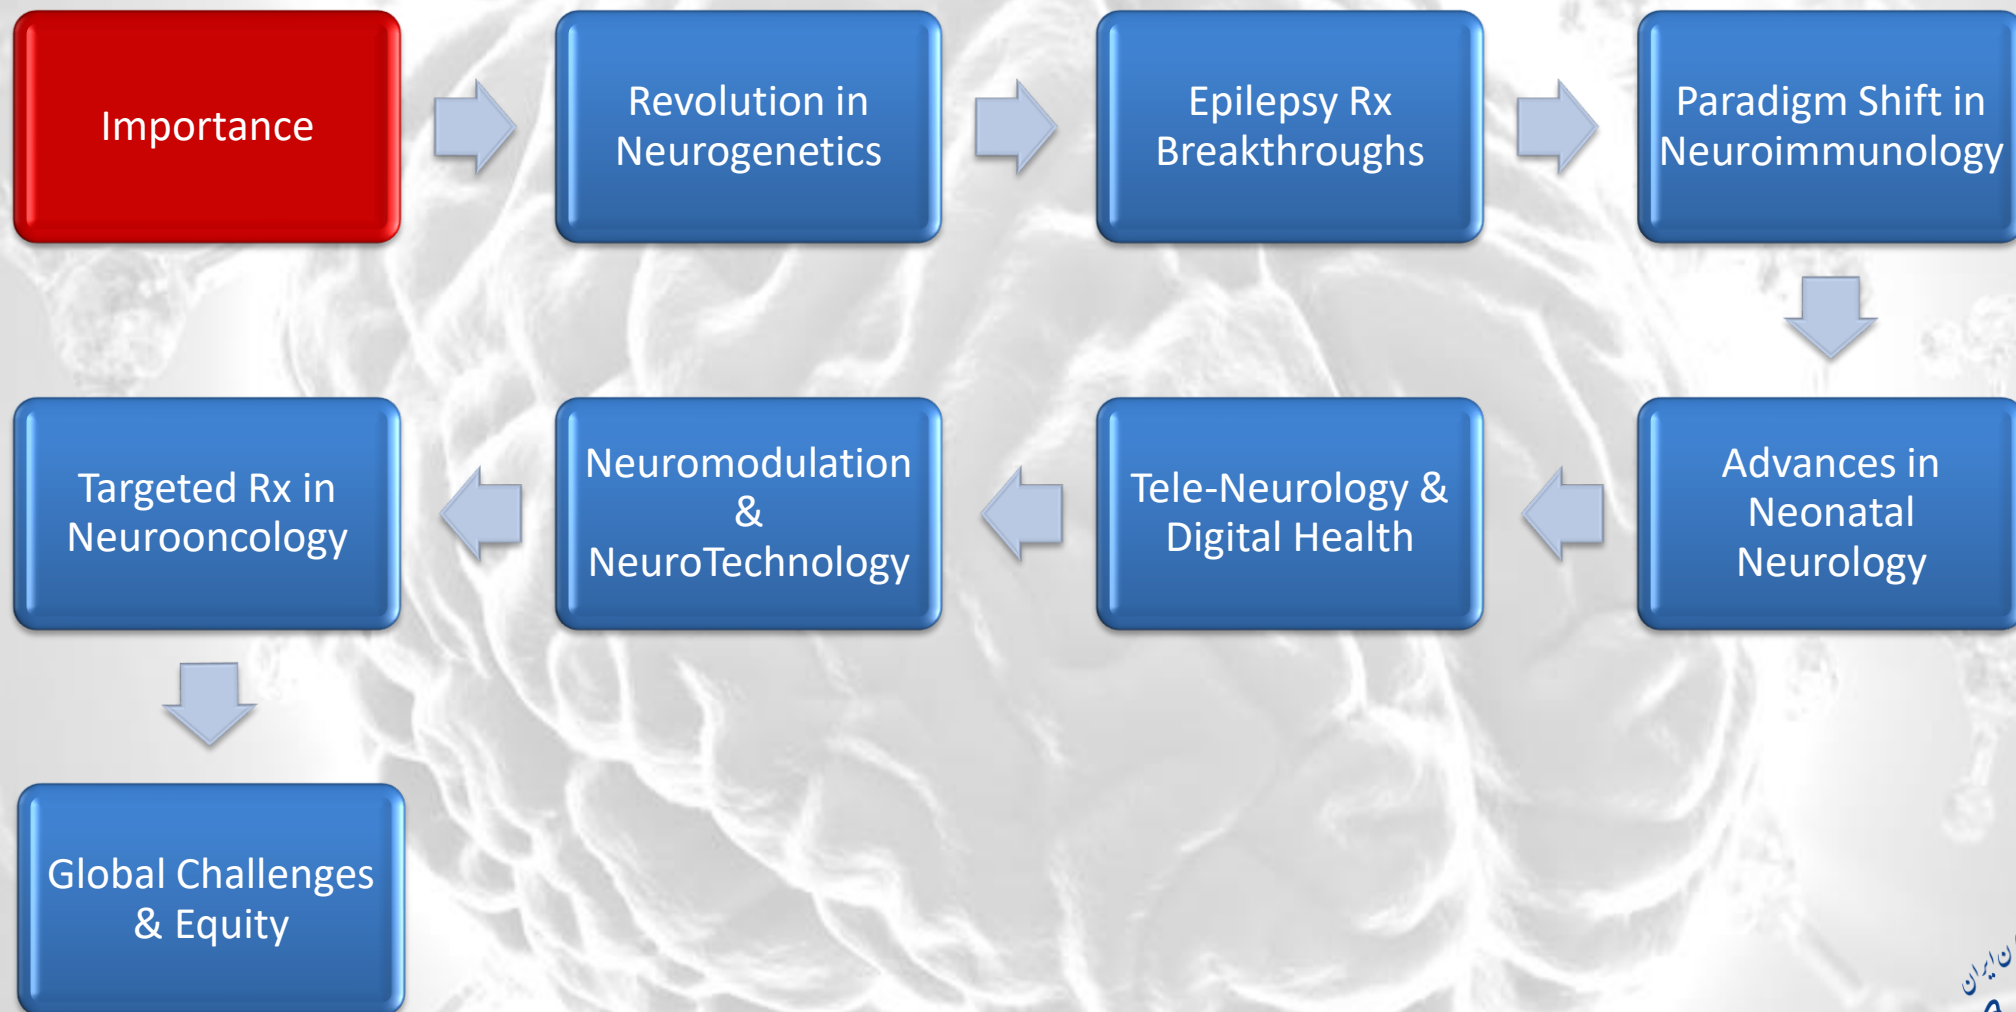 Importance
Revolution in
Neurogenetics
Epilepsy Rx
Breakthroughs
Paradigm Shift in
Neuroimmunology
Advances in
Neonatal
Neurology
Tele-Neurology &
Digital Health
Neuromodulation
&
NeuroTechnology
Targeted Rx in
Neurooncology
Global Challenges
& Equity
ایران